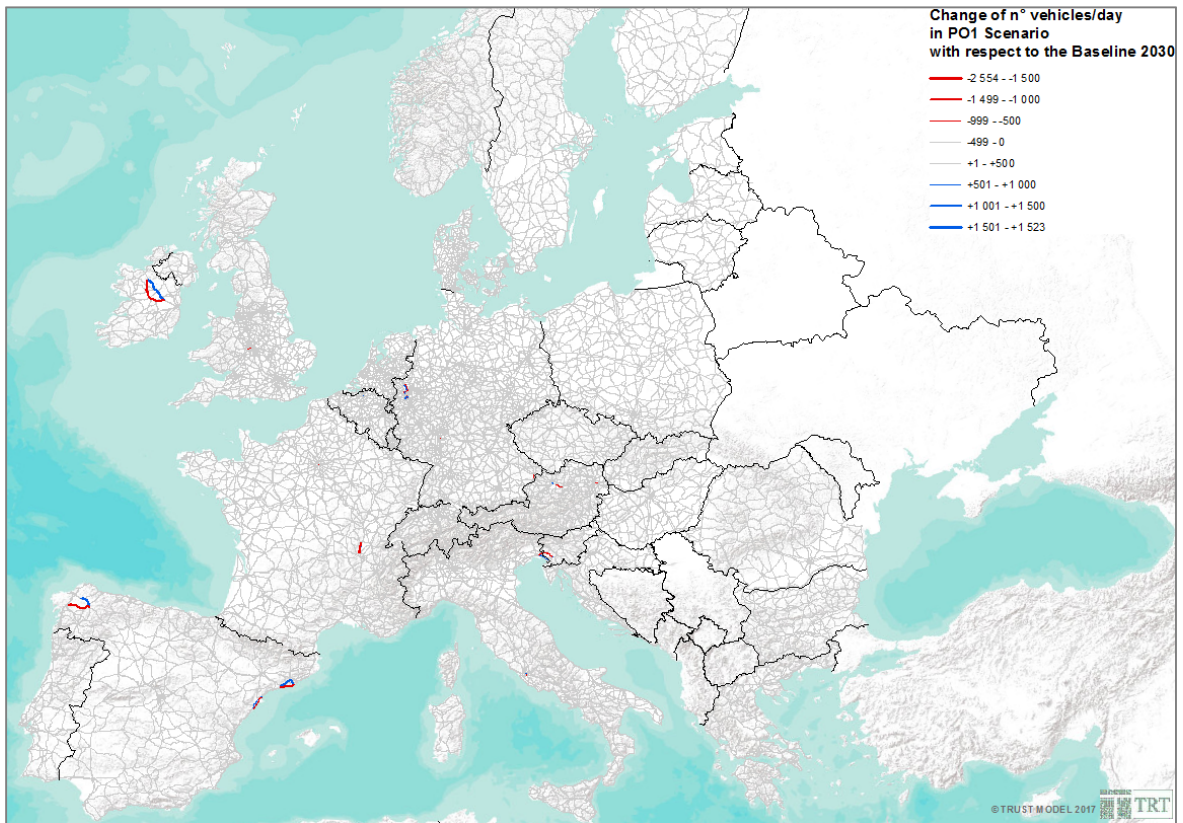 Change of n° vehicles/day
in PO1 Scenario
with respect to the Baseline 2030
-2 554 - -1 500
-1 499 - -1 000
-999 - -500
-499 - 0
+1 - +500
+501 - +1 000
+1 001 - +1 500
+1 501 - +1 523
© TRUST MODEL 2017
TRT